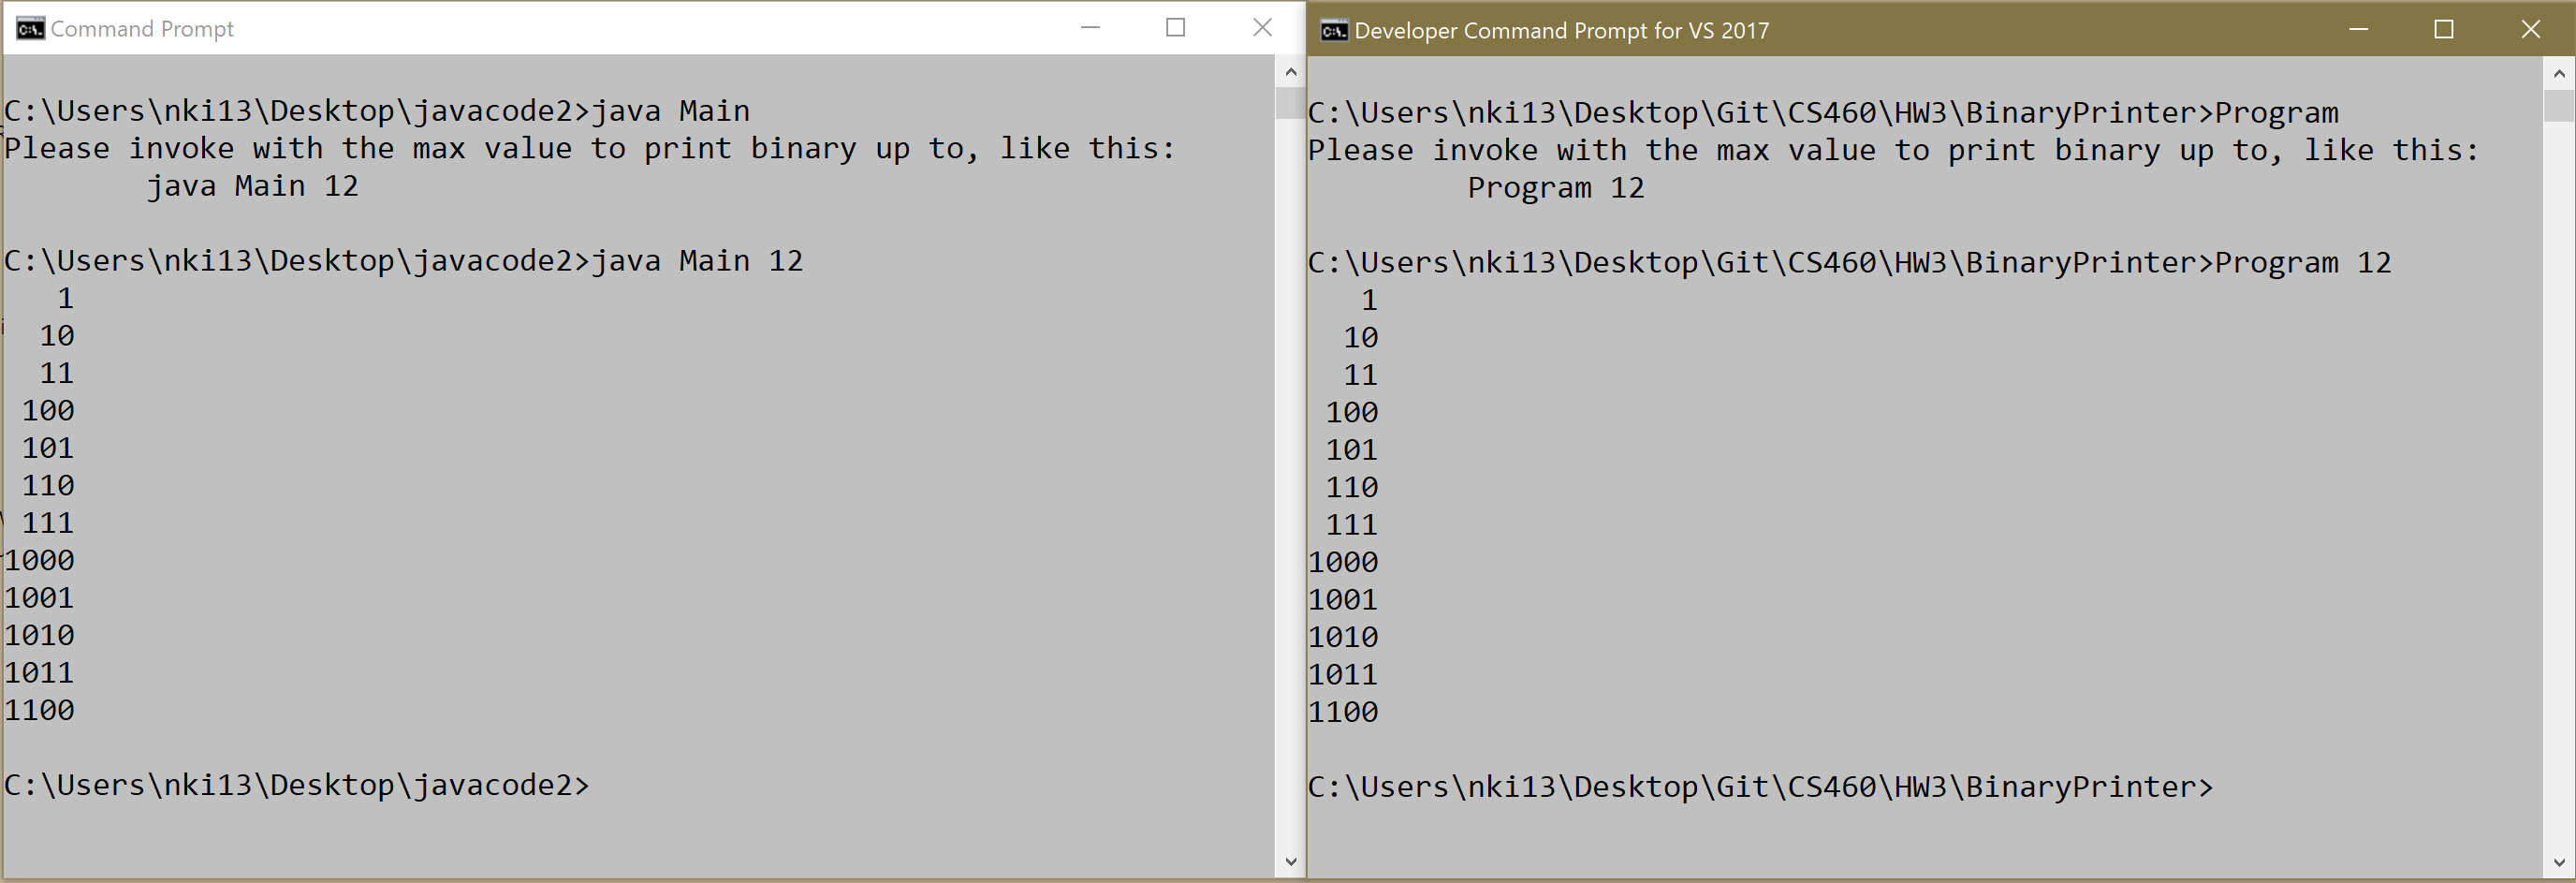 Command Prompt
C:\Users\nki13\Desktop\javacode2>java Main
Please invoke with the max value to print binary up to, like this:
        java Main 12
C:\Users\nki13\Desktop\javacode2>java Main 12
   1
  10
  11
 100
 101
 110
 111
1000
1001
1010
1011
1100
C:\Users\nki13\Desktop\javacode2>
Developer Command Prompt for VS 2017
C:\Users\nki13\Desktop\Git\CS460\HW3\BinaryPrinter>Program
Please invoke with the max value to print binary up to, like this:
         Program 12
C:\Users\nki13\Desktop\Git\CS460\HW3\BinaryPrinter>Program 12
   1
  10
  11
 100
 101
 110
 111
1000
1001
1010
1011
1100
C:\Users\nki13\Desktop\Git\CS460\HW3\BinaryPrinter>